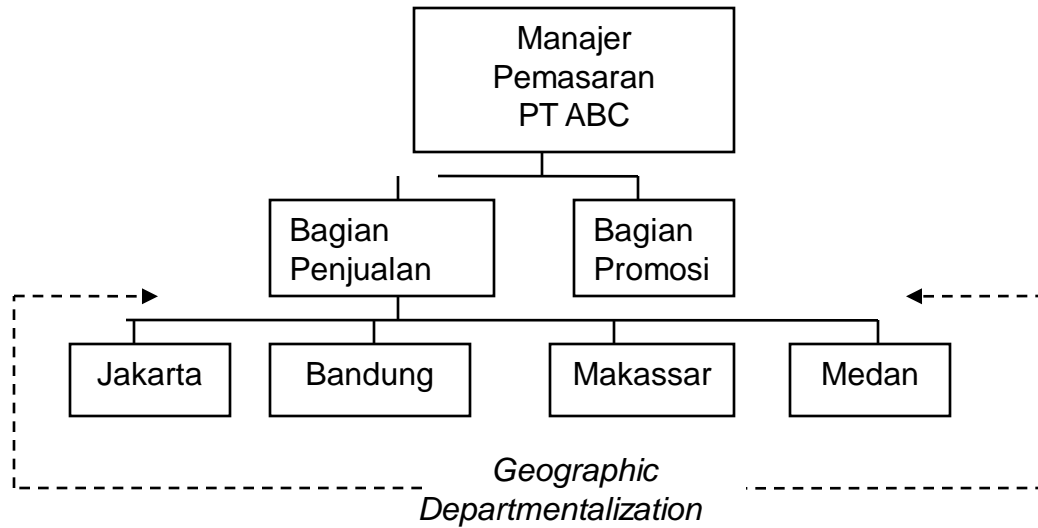 Manajer
Pemasaran
PT ABC
Bagian
Penjualan
Bagian
Promosi
Jakarta
Bandung
Makassar
Medan
Geographic
Departmentalization